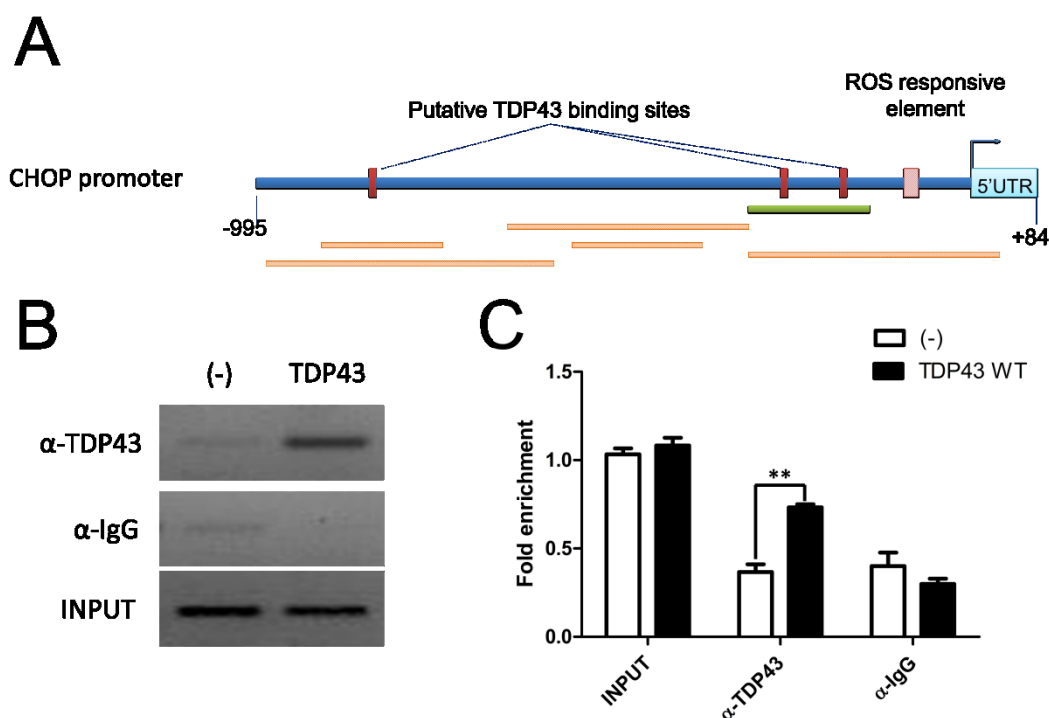 A
Putative TDP43 binding sites
ROS responsive
element
CHOP promoter
5'UTR
-995
+84
B
(-) TDP43
α-TDP43
α-IgG
INPUT
C
(-)
TDP43 WT
Fold enrichment
1.5
1.0
0.5
0.0
**
INPUT
α-TDP43
α-IgG